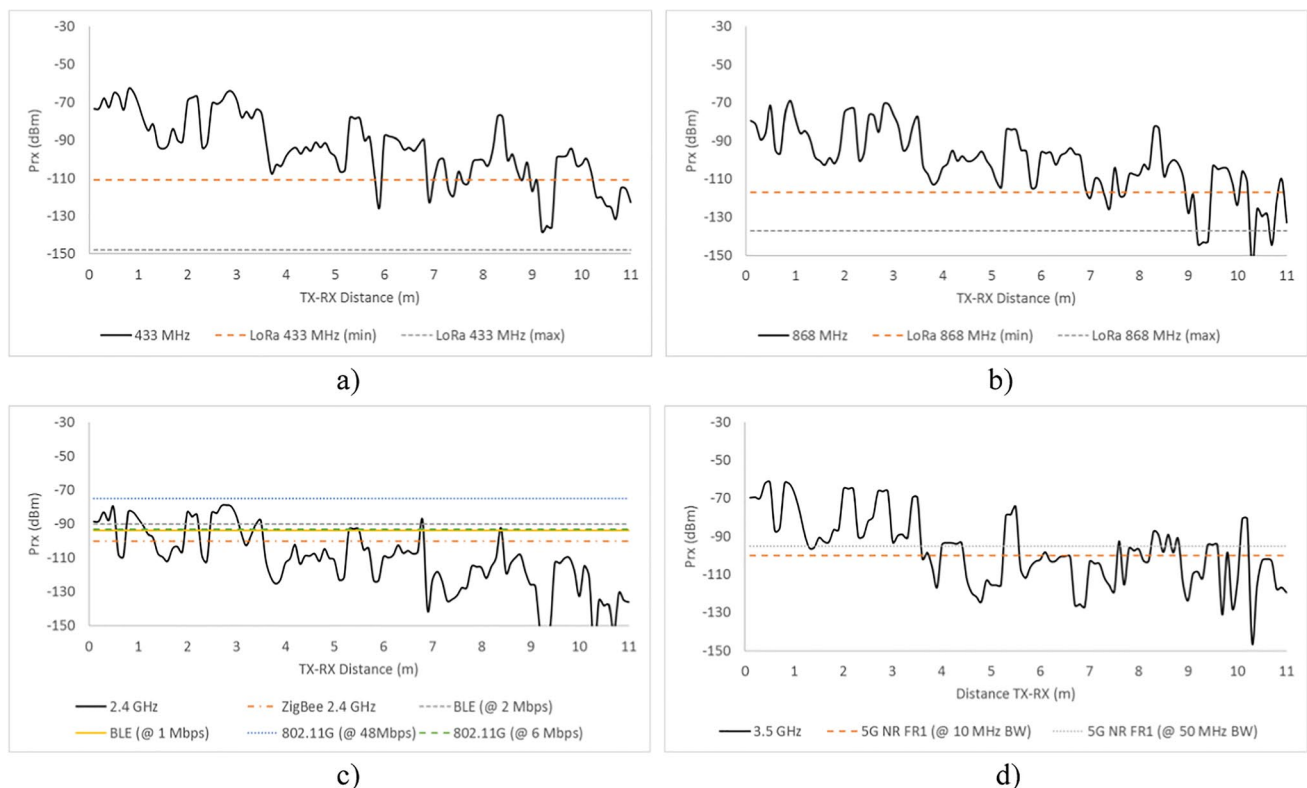 -30
-50
-70
-90
-110
-130
-150
Prx (dBm)
0 1 2 3 4 5 6 7 8 9 10 11
TX-RX Distance (m)
433 MHz LoRa 433 MHz (min) LoRa 433 MHz (max)
a)
-30
-50
-70
-90
-110
-130
-150
Prx (dBm)
0 1 2 3 4 5 6 7 8 9 10 11
TX-RX Distance (m)
868 MHz LoRa 868 MHz (min) LoRa 868 MHz (max)
b)
-30
-50
-70
-90
-110
-130
-150
Prx (dBm)
0 1 2 3 4 5 6 7 8 9 10 11
TX-RX Distance (m)
2.4 GHz ZigBee 2.4 GHz BLE (@ 2 Mbps)
BLE (@ 1 Mbps) 802.11G (@ 48Mbps) 802.11G (@ 6 Mbps)
c)
-30
-50
-70
-90
-110
-130
-150
Prx (dBm)
0 1 2 3 4 5 6 7 8 9 10 11
Distance TX-RX (m)
3.5 GHz 5G NR FR1 (@ 10 MHz BW) 5G NR FR1 (@ 50 MHz BW)
d)